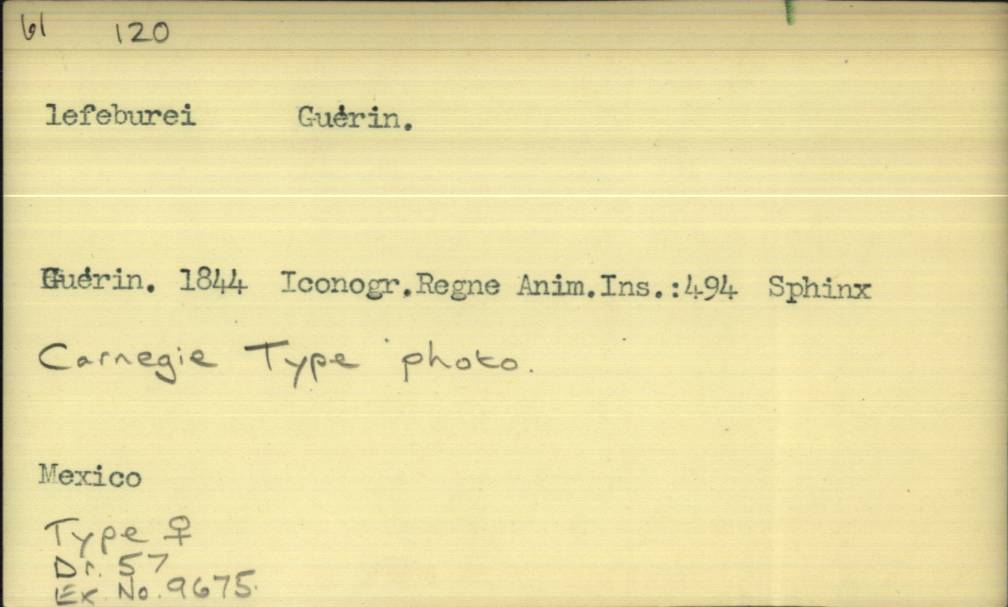 61 120
lefeburei Guérin.
Guérin. 1844 Iconogr.Regne Anim.Ins.:494 Sphinx
Carnegie Type photo.
Mexico
Type ♀
Dr. 57
Ex No. 9675.